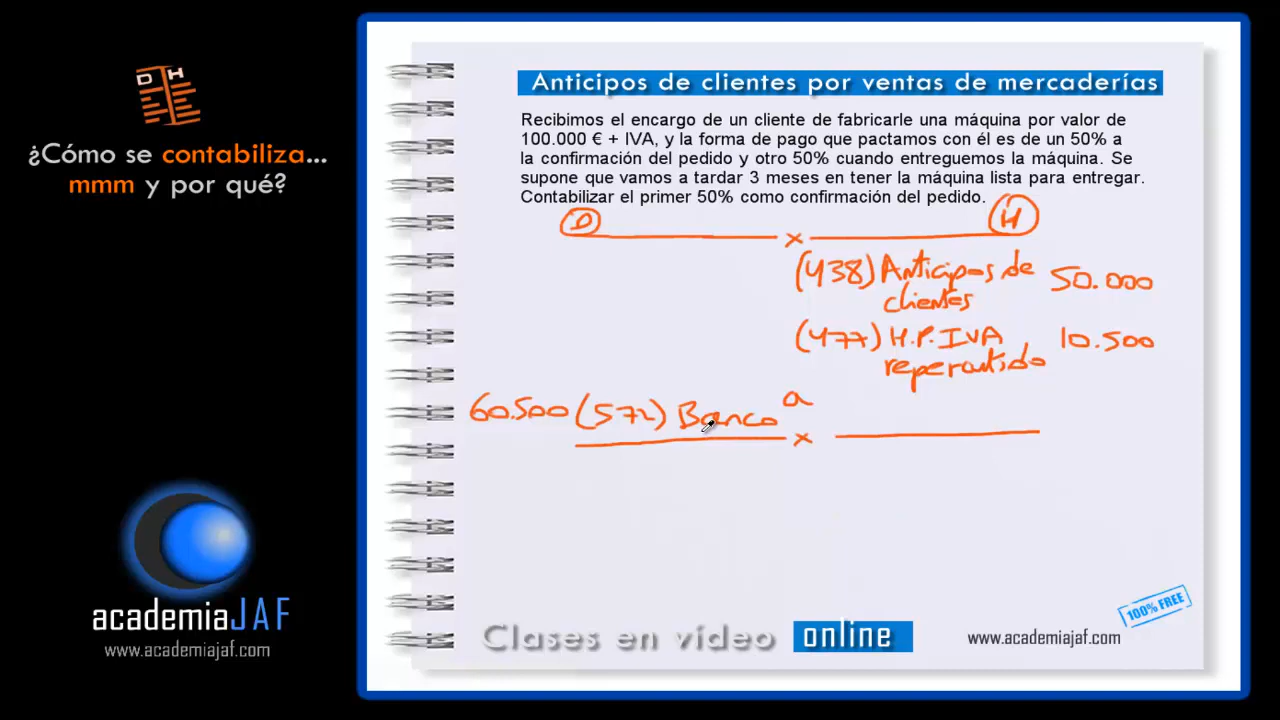 D H
¿Cómo se contabiliza...
mmm y por qué?
academiaJAF
www.academiajaf.com
Anticipos de clientes por ventas de mercaderías
Recibimos el encargo de un cliente de fabricarle una máquina por valor de
100.000 € + IVA, y la forma de pago que pactamos con él es de un 50% a
la confirmación del pedido y otro 50% cuando entreguemos la máquina. Se
supone que vamos a tardar 3 meses en tener la máquina lista para entregar.
Contabilizar el primer 50% como confirmación del pedido.
D x H
(438) Anticipos de 50.000
clientes
(477) H.P. IVA 10.500
repercutido
60.500 (572) Banco a
x
100% FREE
Clases en vídeo online www.academiajaf.com